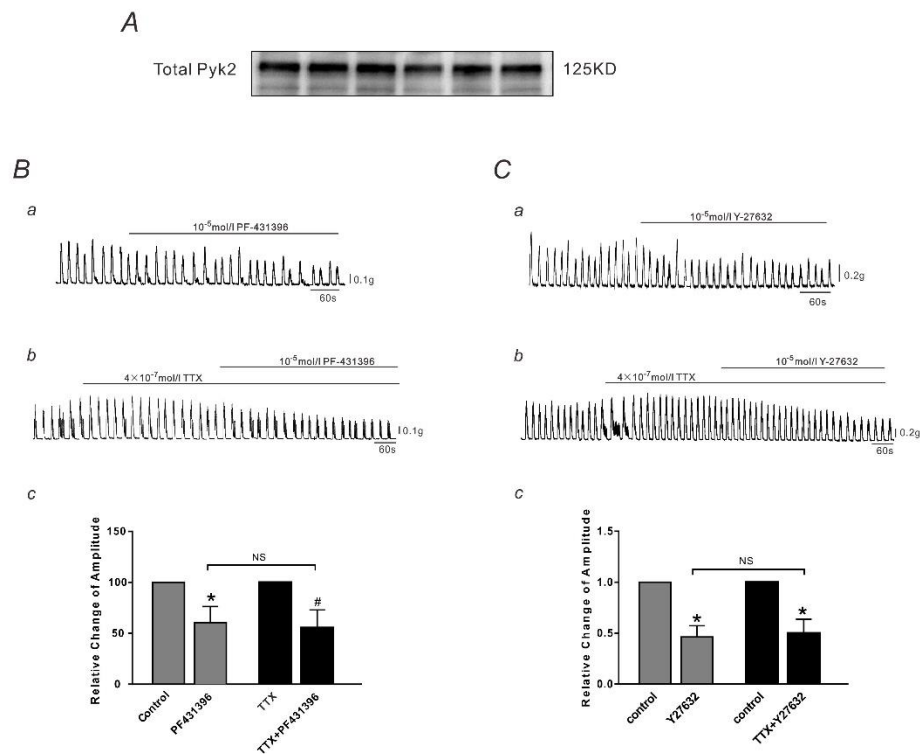 A
Total Pyk2 125KD
B
a
10⁻⁵mol/l PF-431396
0.1g
60s
b
10⁻⁵mol/l PF-431396
4×10⁻⁷mol/l TTX
0.1g
60s
c
Relative Change of Amplitude
150
100
50
0
NS
*
#
Control
PF431396
TTX
TTX+PF431396
C
a
10⁻⁵mol/l Y-27632
0.2g
60s
b
10⁻⁵mol/l Y-27632
4×10⁻⁷mol/l TTX
0.2g
60s
c
Relative Change of Amplitude
1.5
1.0
0.5
0.0
NS
*
*
control
Y27632
control
TTX+Y27632